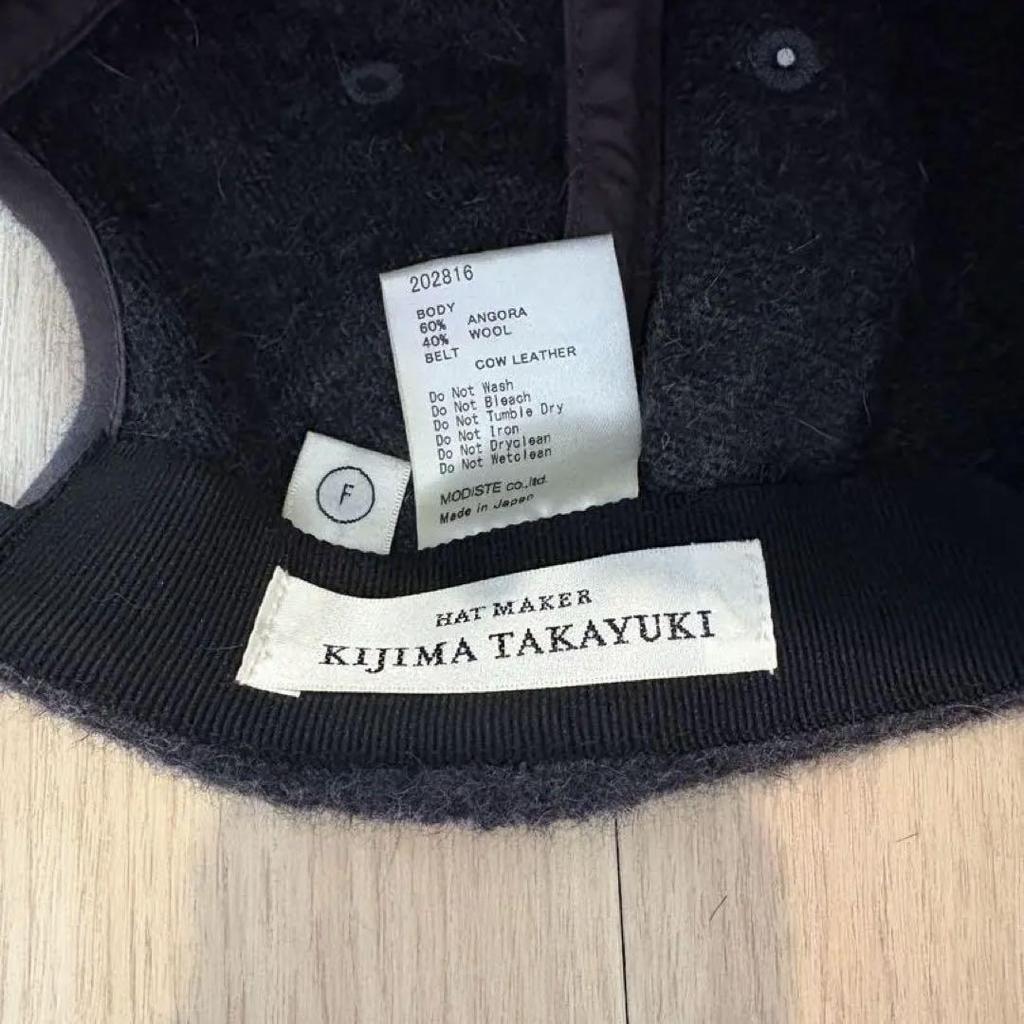 202816
BODY
60% ANGORA
40% WOOL
BELT
COW LEATHER
Do Not Wash
Do Not Bleach
Do Not Tumble Dry
Do Not Iron
Do Not Dryclean
Do Not Wetclean
MODISTE co.,ltd.
Made in Japan
F
HAT MAKER
KIJIMA TAKAYUKI